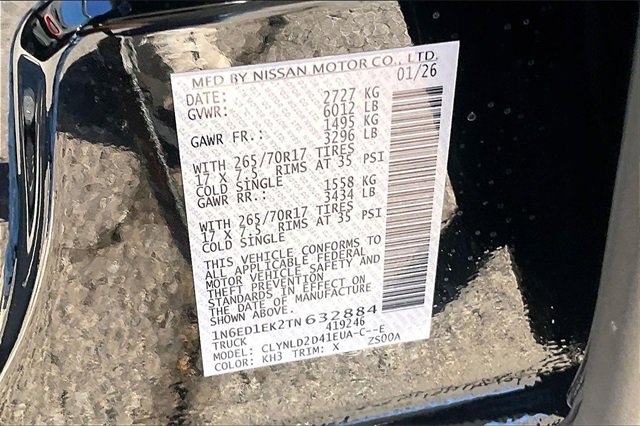 MFD BY NISSAN MOTOR CO., LTD.
DATE: 01/26
GVWR: 2727 KG
6012 LB
GAWR FR.: 1495 KG
3296 LB
WITH 265/70R17 TIRES
17 X 7.5 RIMS AT 35 PSI
COLD SINGLE
GAWR RR.: 1558 KG
3434 LB
WITH 265/70R17 TIRES
17 X 7.5 RIMS AT 35 PSI
COLD SINGLE
THIS VEHICLE CONFORMS TO
ALL APPLICABLE FEDERAL
MOTOR VEHICLE SAFETY AND
THEFT PREVENTION
STANDARDS IN EFFECT ON
THE DATE OF MANUFACTURE
SHOWN ABOVE.
1N6ED1EK2TN632884
TRUCK 419246
MODEL: CLYNLD2D41EUA-C--E
COLOR: KH3 TRIM: X ZS00A